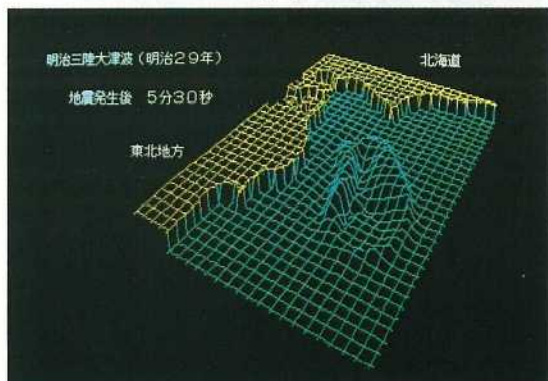 明治三陸大津波（明治２９年）
北海道
地震発生後　５分３０秒
東北地方